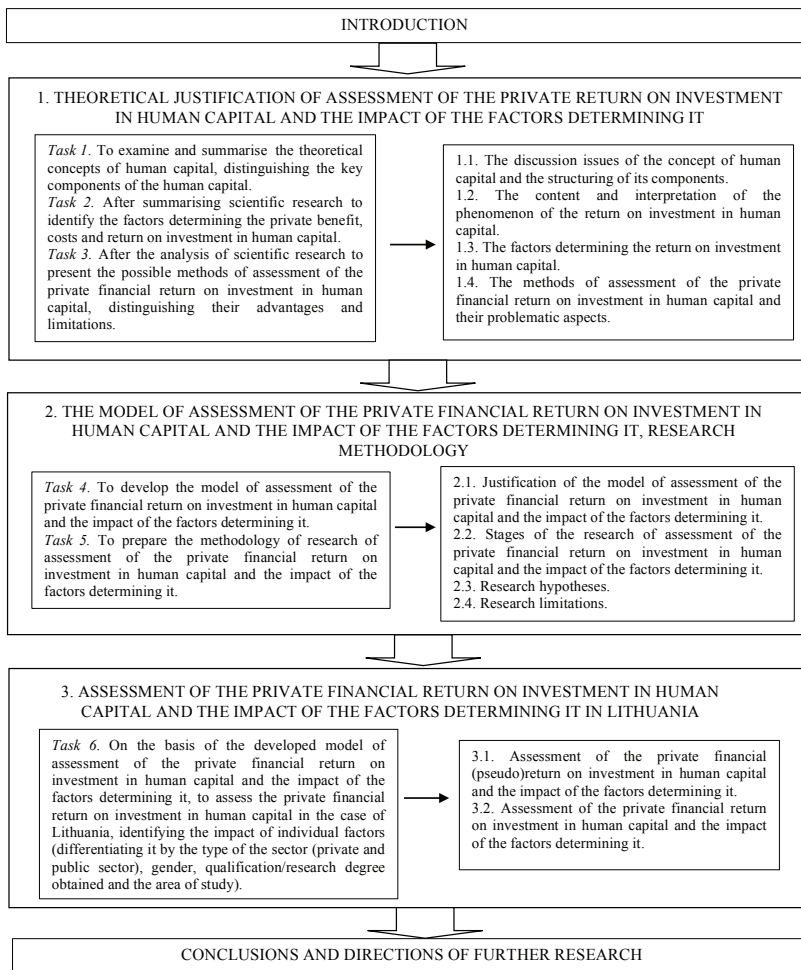 INTRODUCTION
1. THEORETICAL JUSTIFICATION OF ASSESSMENT OF THE PRIVATE RETURN ON INVESTMENT
IN HUMAN CAPITAL AND THE IMPACT OF THE FACTORS DETERMINING IT
Task 1. To examine and summarise the theoretical
concepts of human capital, distinguishing the key
components of the human capital.
Task 2. After summarising scientific research to
identify the factors determining the private benefit,
costs and return on investment in human capital.
Task 3. After the analysis of scientific research to
present the possible methods of assessment of the
private financial return on investment in human
capital, distinguishing their advantages and
limitations.
1.1. The discussion issues of the concept of human
capital and the structuring of its components.
1.2. The content and interpretation of the
phenomenon of the return on investment in human
capital.
1.3. The factors determining the return on investment
in human capital.
1.4. The methods of assessment of the private
financial return on investment in human capital and
their problematic aspects.
2. THE MODEL OF ASSESSMENT OF THE PRIVATE FINANCIAL RETURN ON INVESTMENT IN
HUMAN CAPITAL AND THE IMPACT OF THE FACTORS DETERMINING IT, RESEARCH
METHODOLOGY
Task 4. To develop the model of assessment of the
private financial return on investment in human capital
and the impact of the factors determining it.
Task 5. To prepare the methodology of research of
assessment of the private financial return on
investment in human capital and the impact of the
factors determining it.
2.1. Justification of the model of assessment of the
private financial return on investment in human
capital and the impact of the factors determining it.
2.2. Stages of the research of assessment of the
private financial return on investment in human
capital and the impact of the factors determining it.
2.3. Research hypotheses.
2.4. Research limitations.
3. ASSESSMENT OF THE PRIVATE FINANCIAL RETURN ON INVESTMENT IN HUMAN
CAPITAL AND THE IMPACT OF THE FACTORS DETERMINING IT IN LITHUANIA
Task 6. On the basis of the developed model of
assessment of the private financial return on
investment in human capital and the impact of the
factors determining it, to assess the private financial
return on investment in human capital in the case of
Lithuania, identifying the impact of individual factors
(differentiating it by the type of the sector (private and
public sector), gender, qualification/research degree
obtained and the area of study).
3.1. Assessment of the private financial
(pseudo)return on investment in human capital
and the impact of the factors determining it.
3.2. Assessment of the private financial return
on investment in human capital and the impact
of the factors determining it.
CONCLUSIONS AND DIRECTIONS OF FURTHER RESEARCH